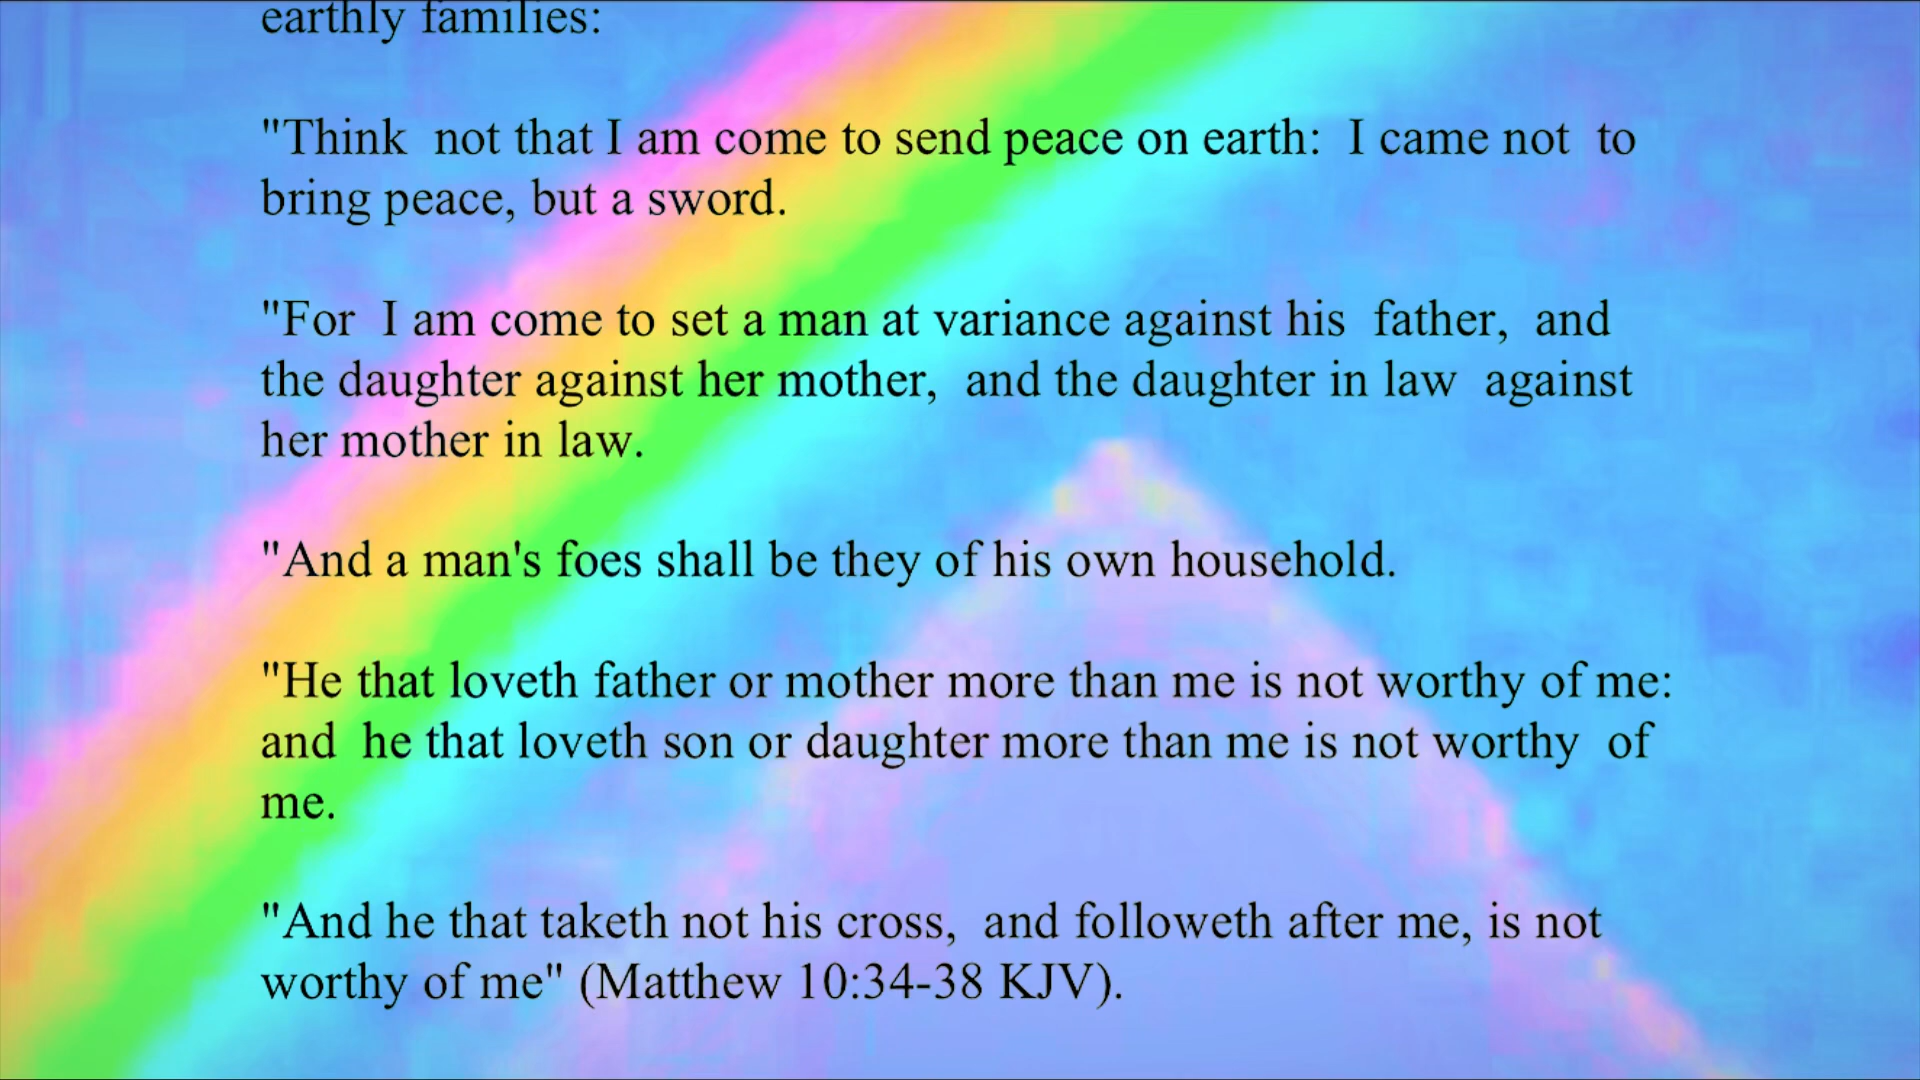 earthly families:
"Think  not that I am come to send peace on earth:  I came not  to
bring peace, but a sword.
"For  I am come to set a man at variance against his  father,  and
the daughter against her mother,  and the daughter in law  against
her mother in law.
"And a man's foes shall be they of his own household.
"He that loveth father or mother more than me is not worthy of me:
and  he that loveth son or daughter more than me is not worthy  of
me.
"And he that taketh not his cross,  and followeth after me, is not
worthy of me" (Matthew 10:34-38 KJV).